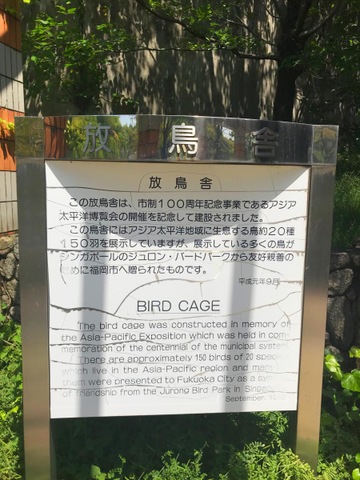 放鳥舎
放鳥舎
この放鳥舎は、市制100周年記念事業であるアジア
太平洋博覧会の開催を記念して建設されました。
この鳥舎にはアジア太平洋地域に生息する鳥約20種
150羽を展示していますが、展示している多くの鳥が
シンガポールのジュロン・バードパークから友好親善の
ために福岡市へ贈られたものです。
平成元年9月
BIRD CAGE
The bird cage was constructed in memory of
the Asia-Pacific Exposition which was held in com-
memoration of the centennial of the municipal system.
There are approximately 150 birds of 20 species
which live in the Asia-Pacific region and
them were presented to Fukuoka City as a
of friendship from the Jurong Bird Park in
September,